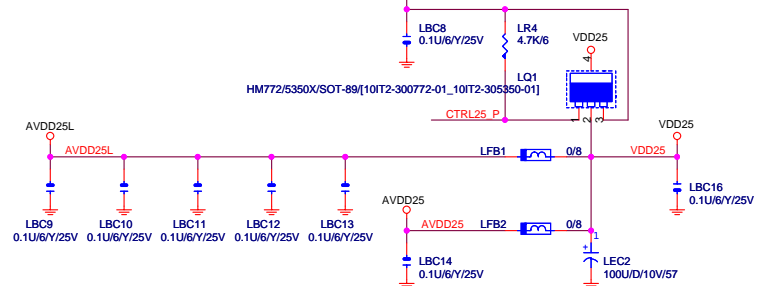 LBC8
0.1U/6/Y/25V
LR4
4.7K/6
VDD25
4
LQ1
HM772/5350X/SOT-89/[10IT2-300772-01_10IT2-305350-01]
CTRL25_P
1
2
3
AVDD25L
AVDD25L
LFB1
0/8
VDD25
VDD25
LBC9
0.1U/6/Y/25V
LBC10
0.1U/6/Y/25V
LBC11
0.1U/6/Y/25V
LBC12
0.1U/6/Y/25V
LBC13
0.1U/6/Y/25V
LBC16
0.1U/6/Y/25V
AVDD25
AVDD25
LFB2
0/8
LBC14
0.1U/6/Y/25V
1
+
LEC2
100U/D/10V/57